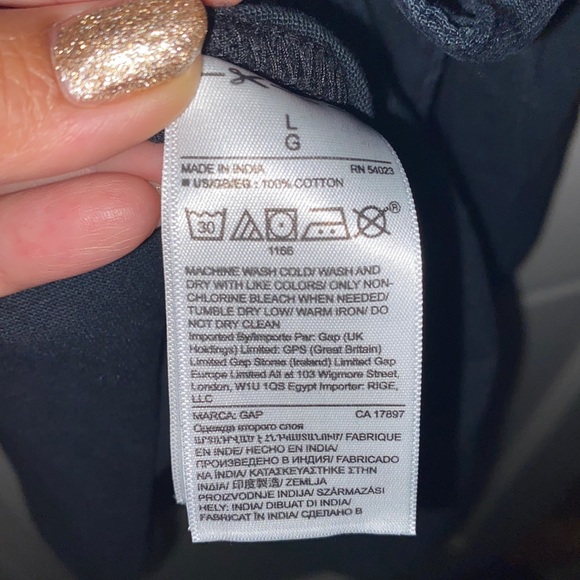 L
G
MADE IN INDIA RN 54023
■ US/GB/EG : 100% COTTON
30 ®
1166
MACHINE WASH COLD/ WASH AND
DRY WITH LIKE COLORS/ ONLY NON-
CHLORINE BLEACH WHEN NEEDED/
TUMBLE DRY LOW/ WARM IRON/ DO
NOT DRY CLEAN
Imported By/Importe Par: Gap (UK
Holdings) Limited: GPS (Great Britain)
Limited Gap Stores (Ireland) Limited Gap
Europe Limited All at 103 Wigmore Street,
London, W1U 1QS Egypt Importer: RIGE,
LLC
MARCA: GAP CA 17897
Одежда второго слоя
ԱՐՏԱԴՐՎԱԾ Է ՀՆԴԿԱՍՏԱՆՈՒՄ/ FABRIQUE
EN INDE/ HECHO EN INDIA/
ПРОИЗВЕДЕНО В ИНДИЯ/ FABRICADO
NA ÍNDIA/ ΚΑΤΑΣΚΕΥΑΣΤΗΚΕ ΣΤΗΝ
ΙΝΔΙΑ/ 印度製造/ ZEMLJA
PROIZVODNJE INDIJA/ SZÁRMAZÁSI
HELY: INDIA/ DIBUAT DI INDIA/
FABRICAT ÎN INDIA/ СДЕЛАНО В